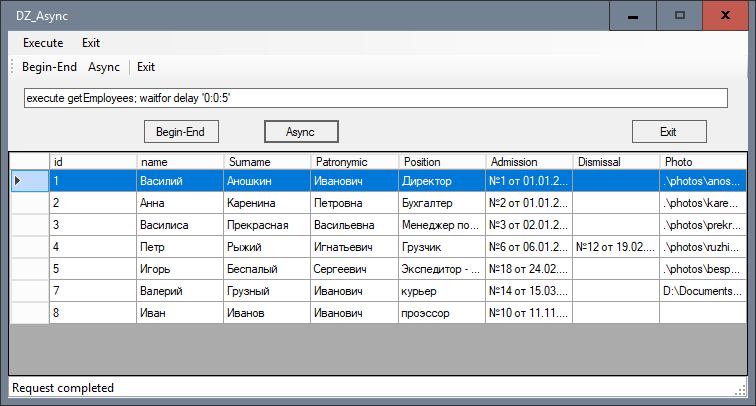 DZ_Async
Execute Exit
Begin-End Async Exit
execute getEmployees; waitfor delay '0:0:5'
Begin-End Async Exit
id name Surname Patronymic Position Admission Dismissal Photo
1 Василий Аношкин Иванович Директор №1 от 01.01.2... .\photos\anos...
2 Анна Каренина Петровна Бухгалтер №2 от 01.01.2... .\photos\kare...
3 Василиса Прекрасная Васильевна Менеджер по... №3 от 02.01.2... .\photos\prekr...
4 Петр Рыжий Игнатьевич Грузчик №6 от 06.01.2... №12 от 19.02.... .\photos\ruzhi...
5 Игорь Беспалый Сергеевич Экспедитор - ... №18 от 24.02.... .\photos\besp...
7 Валерий Грузный Иванович курьер №14 от 15.03.... D:\Documents...
8 Иван Иванов Иванович проэссор №10 от 11.11....
Request completed